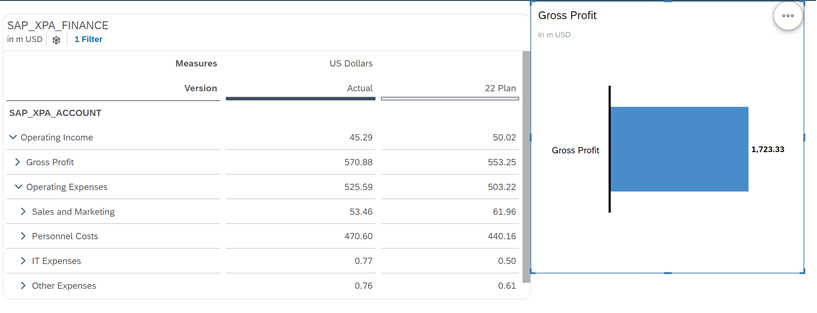 SAP_XPA_FINANCE
in m USD 1 Filter
Measures US Dollars
Version Actual 22 Plan
SAP_XPA_ACCOUNT
Operating Income 45.29 50.02
Gross Profit 570.88 553.25
Operating Expenses 525.59 503.22
Sales and Marketing 53.46 61.96
Personnel Costs 470.60 440.16
IT Expenses 0.77 0.50
Other Expenses 0.76 0.61
Gross Profit
in m USD
Gross Profit 1,723.33